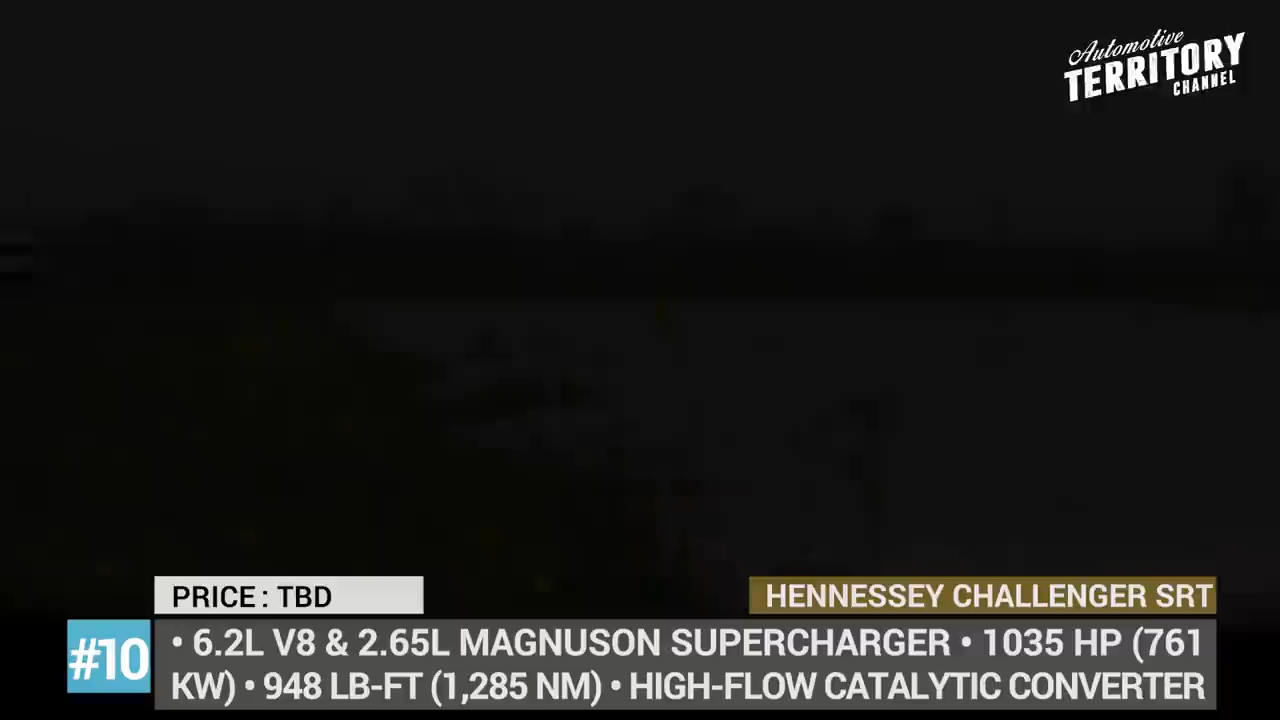 Automotive
TERRITORY
CHANNEL
PRICE : TBD
HENNESSEY CHALLENGER SRT
#10
• 6.2L V8 & 2.65L MAGNUSON SUPERCHARGER • 1035 HP (761
KW) • 948 LB-FT (1,285 NM) • HIGH-FLOW CATALYTIC CONVERTER